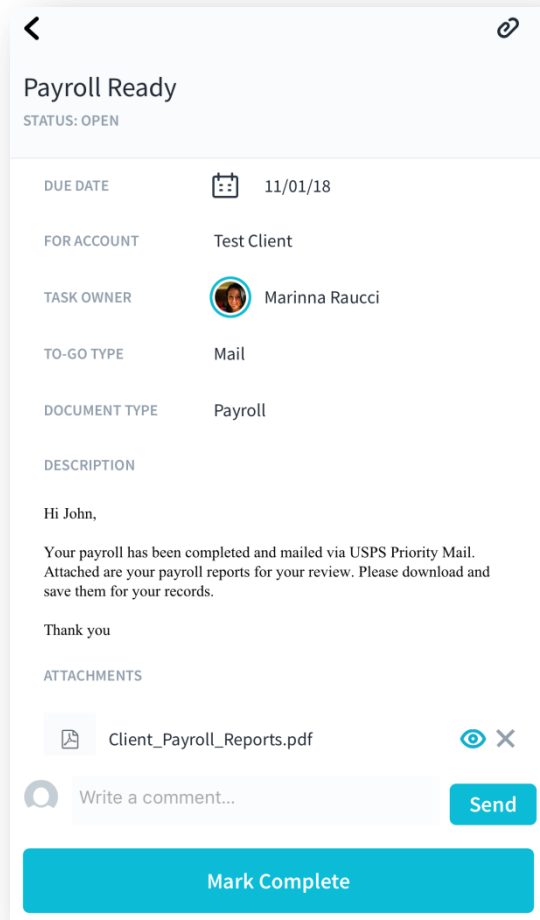 Payroll Ready
STATUS: OPEN
DUE DATE 11/01/18
FOR ACCOUNT Test Client
TASK OWNER Marinna Raucci
TO-GO TYPE Mail
DOCUMENT TYPE Payroll
DESCRIPTION
Hi John,
Your payroll has been completed and mailed via USPS Priority Mail.
Attached are your payroll reports for your review. Please download and
save them for your records.
Thank you
ATTACHMENTS
Client_Payroll_Reports.pdf
Write a comment...
Send
Mark Complete